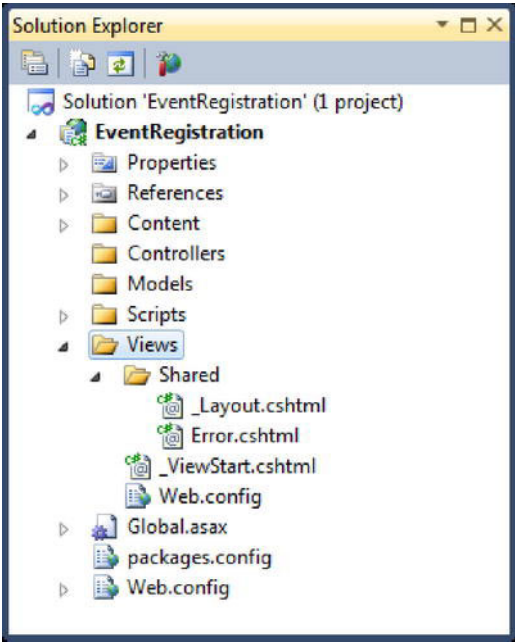 Solution Explorer
Solution 'EventRegistration' (1 project)
EventRegistration
Properties
References
Content
Controllers
Models
Scripts
Views
Shared
_Layout.cshtml
Error.cshtml
_ViewStart.cshtml
Web.config
Global.asax
packages.config
Web.config